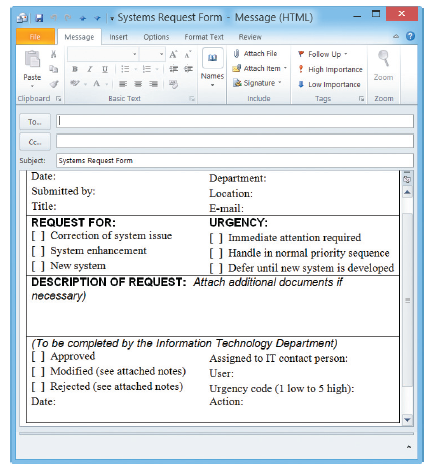 Systems Request Form - Message (HTML)
File Message Insert Options Format Text Review
Paste
Clipboard
B I U
A
Basic Text
Names
Attach File
Attach Item
Signature
Include
Follow Up
High Importance
Low Importance
Tags
Zoom
Zoom
To...
Cc...
Subject: Systems Request Form
Date: Department:
Submitted by: Location:
Title: E-mail:
REQUEST FOR: URGENCY:
[ ] Correction of system issue [ ] Immediate attention required
[ ] System enhancement [ ] Handle in normal priority sequence
[ ] New system [ ] Defer until new system is developed
DESCRIPTION OF REQUEST: Attach additional documents if
necessary)
(To be completed by the Information Technology Department)
[ ] Approved Assigned to IT contact person:
[ ] Modified (see attached notes) User:
[ ] Rejected (see attached notes) Urgency code (1 low to 5 high):
Date: Action: